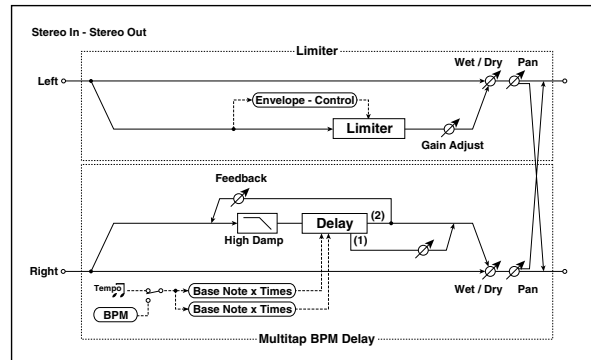 Stereo In - Stereo Out
Limiter
Wet / Dry
Pan
Left
Envelope - Control
Limiter
Gain Adjust
Feedback
Delay
(2)
(1)
High Damp
Right
Tempo
Base Note x Times
BPM
Base Note x Times
Wet / Dry
Pan
Multitap BPM Delay